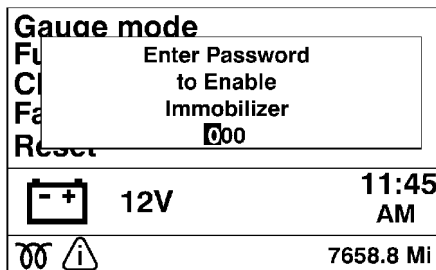 Gauge mode
Enter Password
to Enable
Immobilizer
000
Reset
- +
12V
11:45
AM
i
7658.8 Mi